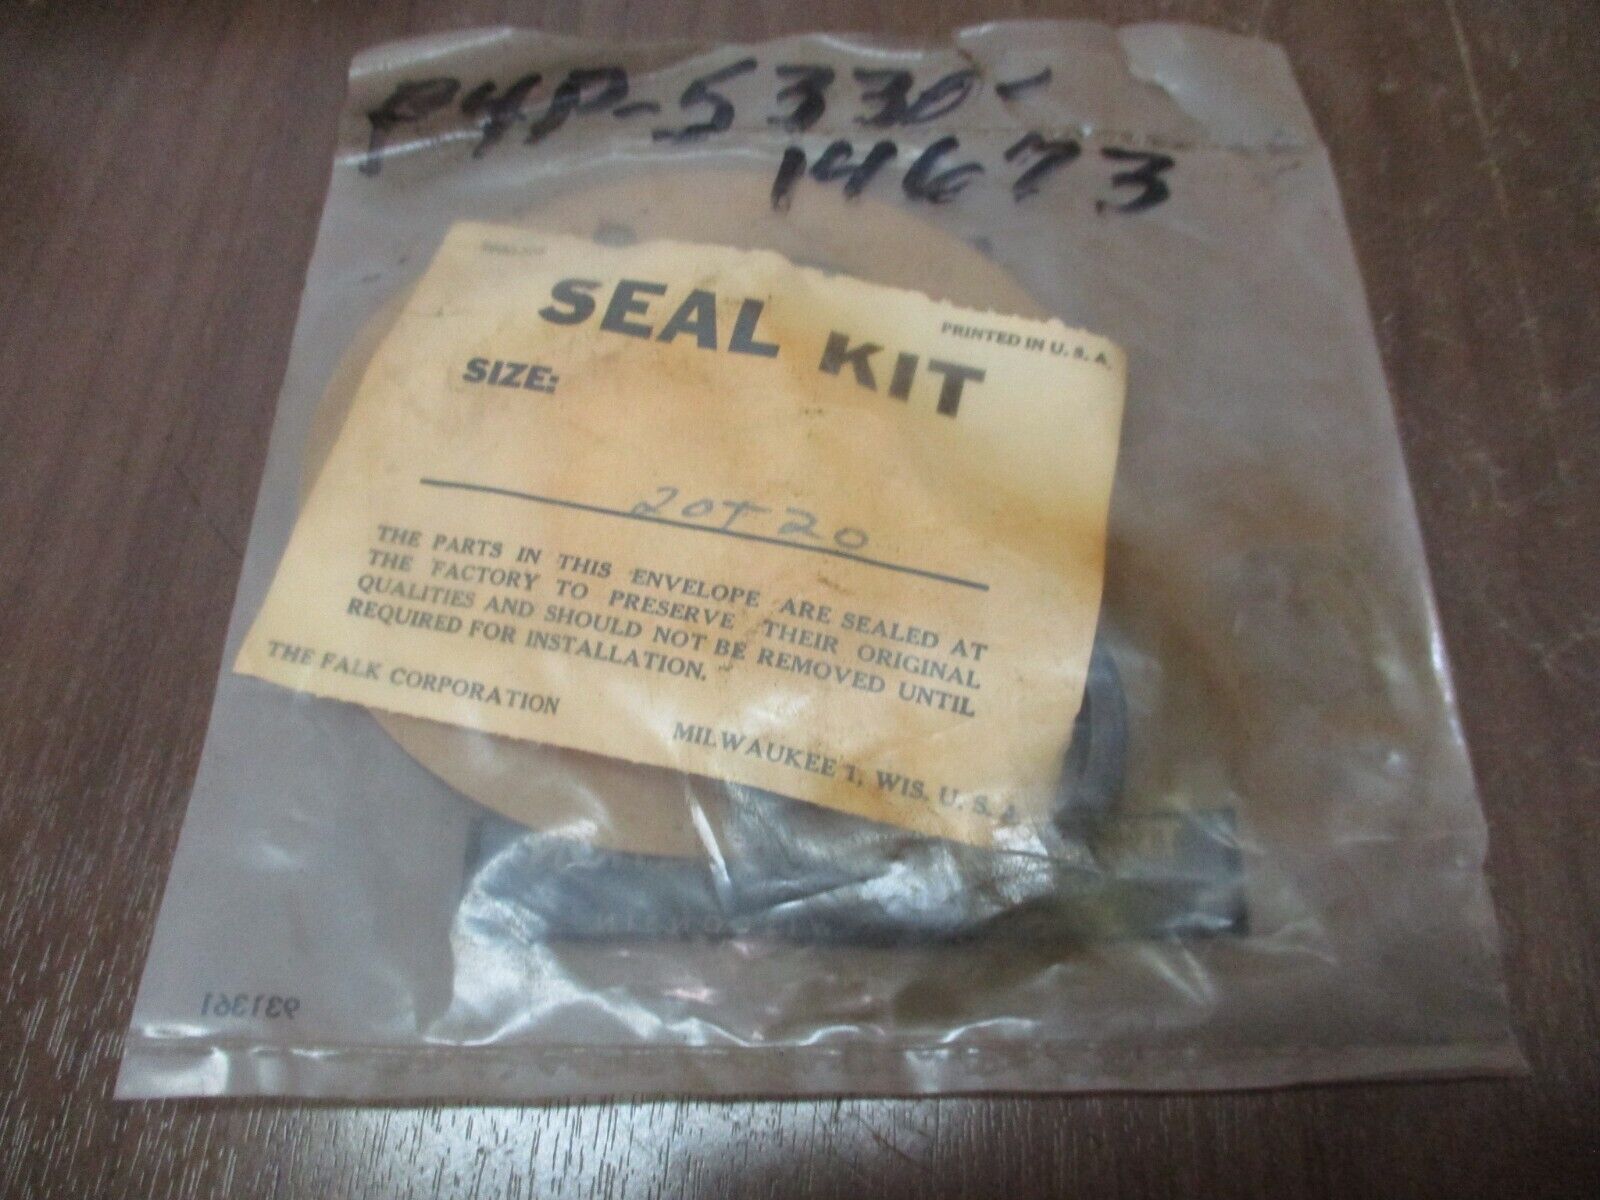 P4P-5330-
14673
SEAL KIT
PRINTED IN U. S. A.
SIZE:
20T20
THE PARTS IN THIS ENVELOPE ARE SEALED AT
THE FACTORY TO PRESERVE THEIR ORIGINAL
QUALITIES AND SHOULD NOT BE REMOVED UNTIL
REQUIRED FOR INSTALLATION.
THE FALK CORPORATION
MILWAUKEE 1, WIS. U. S. A
931361